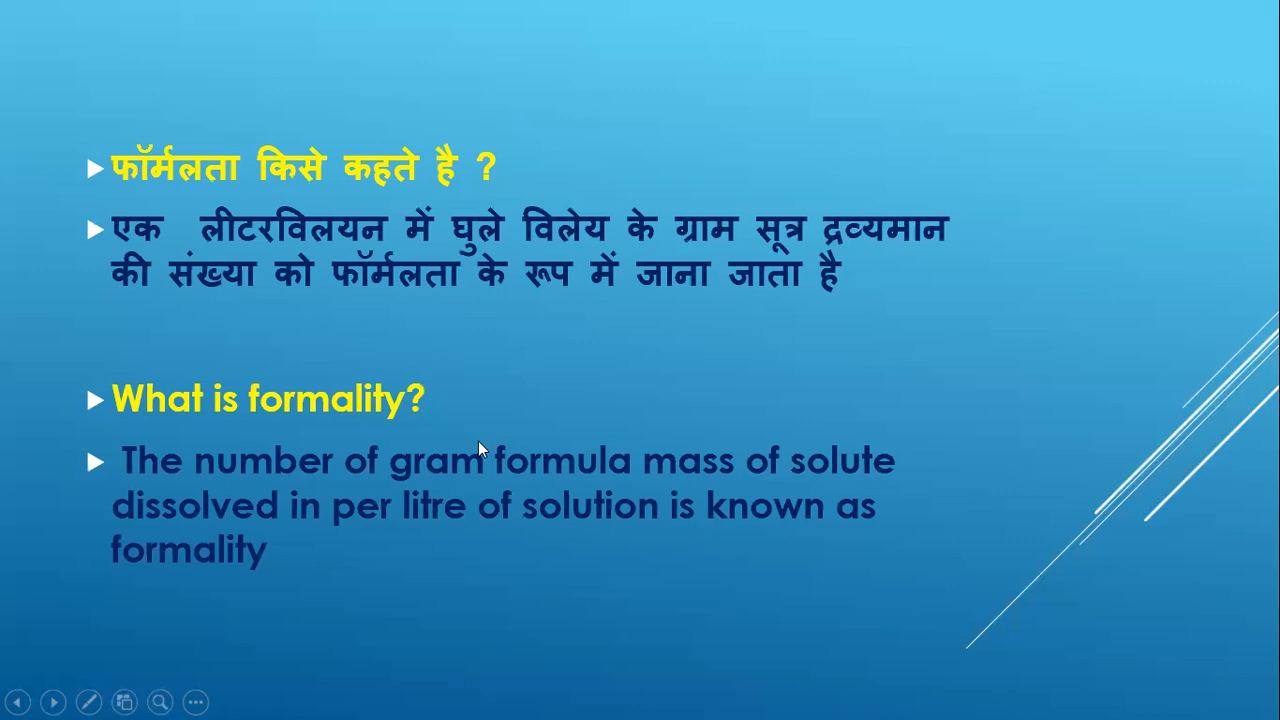 फॉर्मलता किसे कहते है ?
एक लीटरविलयन में घुले विलेय के ग्राम सूत्र द्रव्यमान
की संख्या को फॉर्मलता के रूप में जाना जाता है
What is formality?
The number of gram formula mass of solute
dissolved in per litre of solution is known as
formality